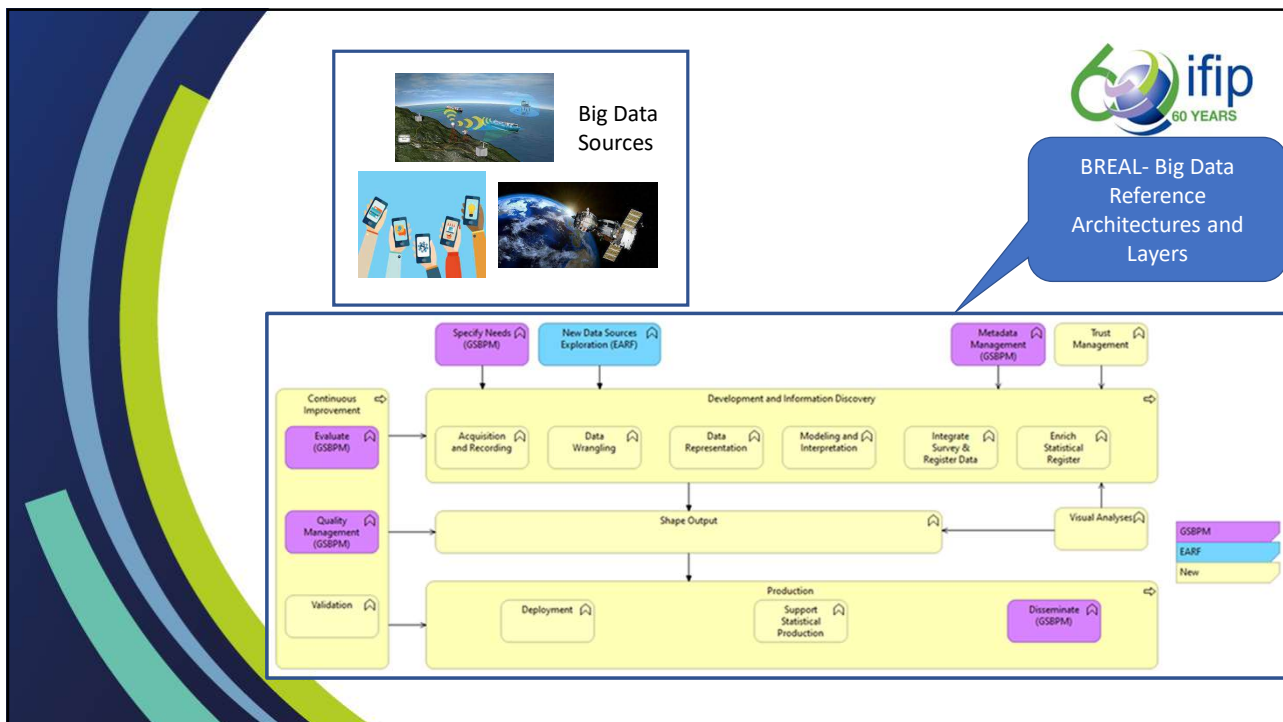 Big Data
Sources
6
ifip
60 YEARS
BREAL- Big Data
Reference
Architectures and
Layers
Specify Needs
(GSBPM)
New Data Sources
Exploration (EARF)
Metadata
Management
(GSBPM)
Trust
Management
Continuous
Improvement
Evaluate
(GSBPM)
Quality
Management
(GSBPM)
Validation
Development and Information Discovery
Acquisition
and Recording
Data
Wrangling
Data
Representation
Modeling and
Interpretation
Integrate
Survey &
Register Data
Enrich
Statistical
Register
Shape Output
Visual Analyses
Production
Deployment
Support
Statistical
Production
Disseminate
(GSBPM)
GSBPM
EARF
New